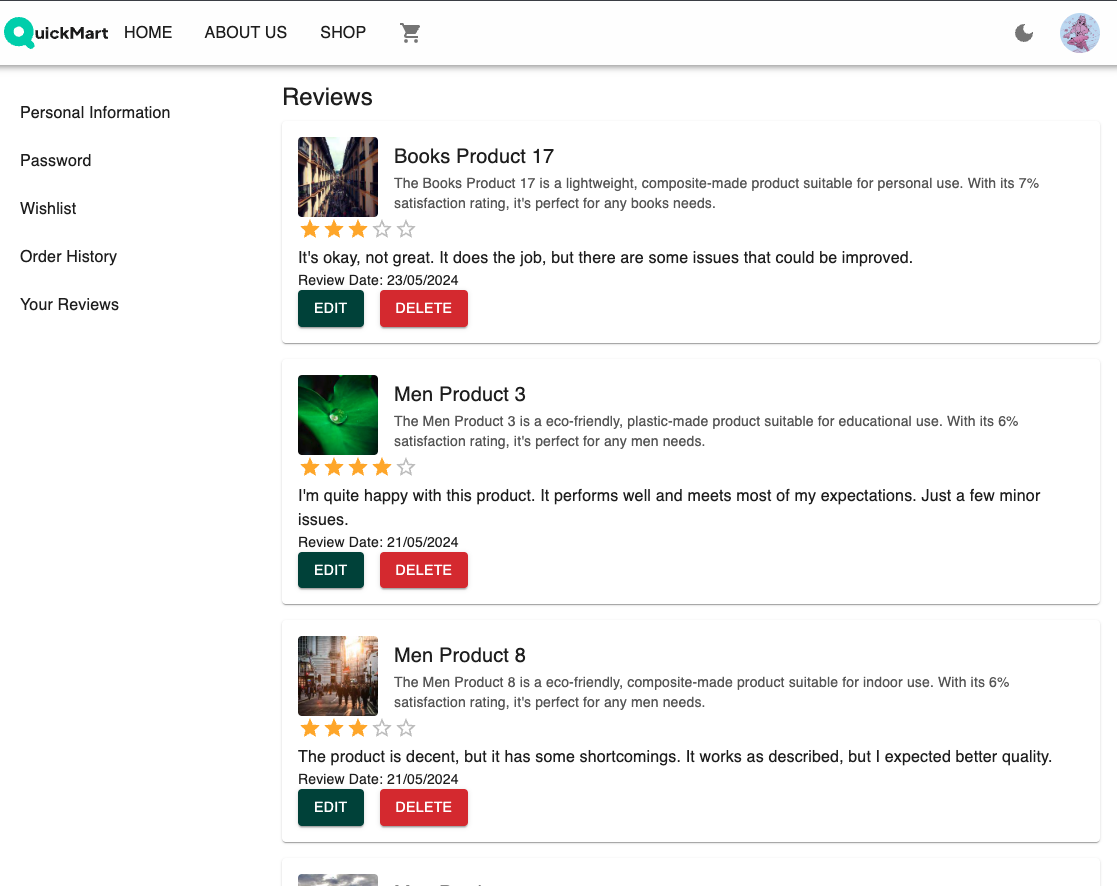 QuickMart HOME ABOUT US SHOP
Personal Information
Password
Wishlist
Order History
Your Reviews
Reviews
Books Product 17
The Books Product 17 is a lightweight, composite-made product suitable for personal use. With its 7%
satisfaction rating, it's perfect for any books needs.
It's okay, not great. It does the job, but there are some issues that could be improved.
Review Date: 23/05/2024
EDIT DELETE
Men Product 3
The Men Product 3 is a eco-friendly, plastic-made product suitable for educational use. With its 6%
satisfaction rating, it's perfect for any men needs.
I'm quite happy with this product. It performs well and meets most of my expectations. Just a few minor
issues.
Review Date: 21/05/2024
EDIT DELETE
Men Product 8
The Men Product 8 is a eco-friendly, composite-made product suitable for indoor use. With its 6%
satisfaction rating, it's perfect for any men needs.
The product is decent, but it has some shortcomings. It works as described, but I expected better quality.
Review Date: 21/05/2024
EDIT DELETE